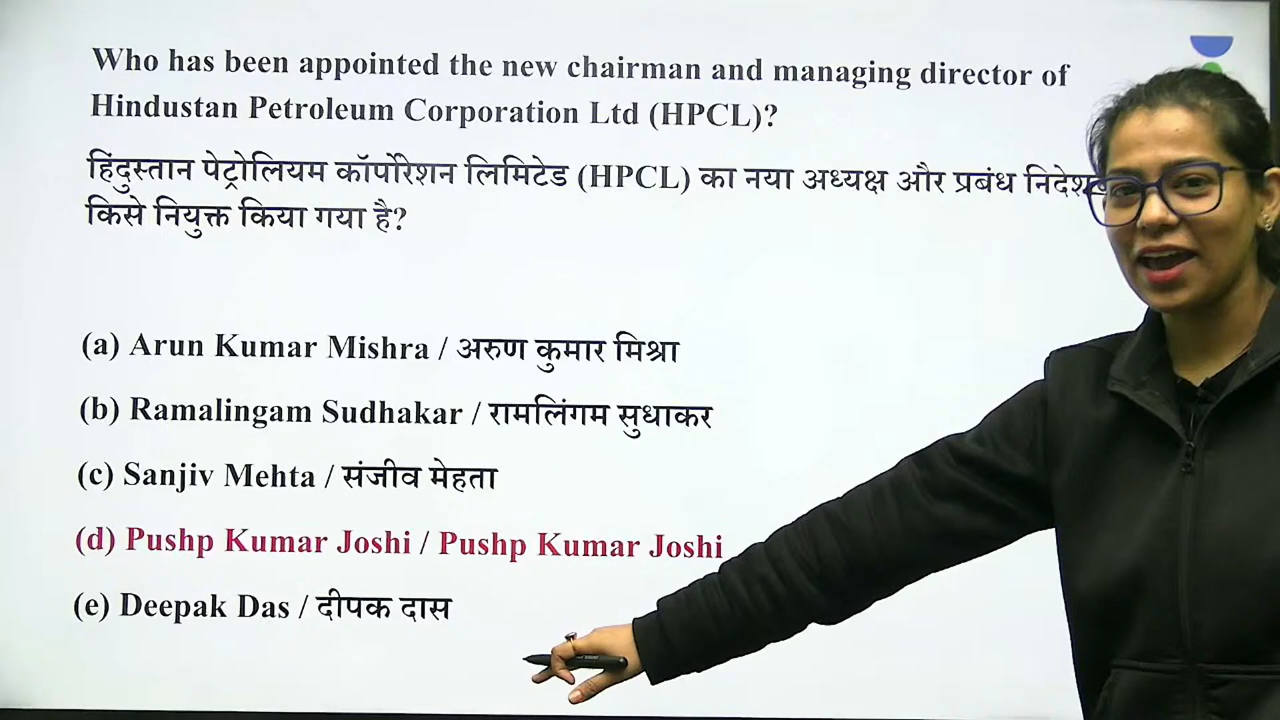 Who has been appointed the new chairman and managing director of
Hindustan Petroleum Corporation Ltd (HPCL)?
हिंदुस्तान पेट्रोलियम कॉर्पोरेशन लिमिटेड (HPCL) का नया अध्यक्ष और प्रबंध
किसे नियुक्त किया गया है?
(a) Arun Kumar Mishra / अरुण कुमार मिश्रा
(b) Ramalingam Sudhakar / रामलिंगम सुधाकर
(c) Sanjiv Mehta / संजीव मेहता
(d) Pushp Kumar Joshi / Pushp Kumar Joshi
(e) Deepak Das / दीपक दास